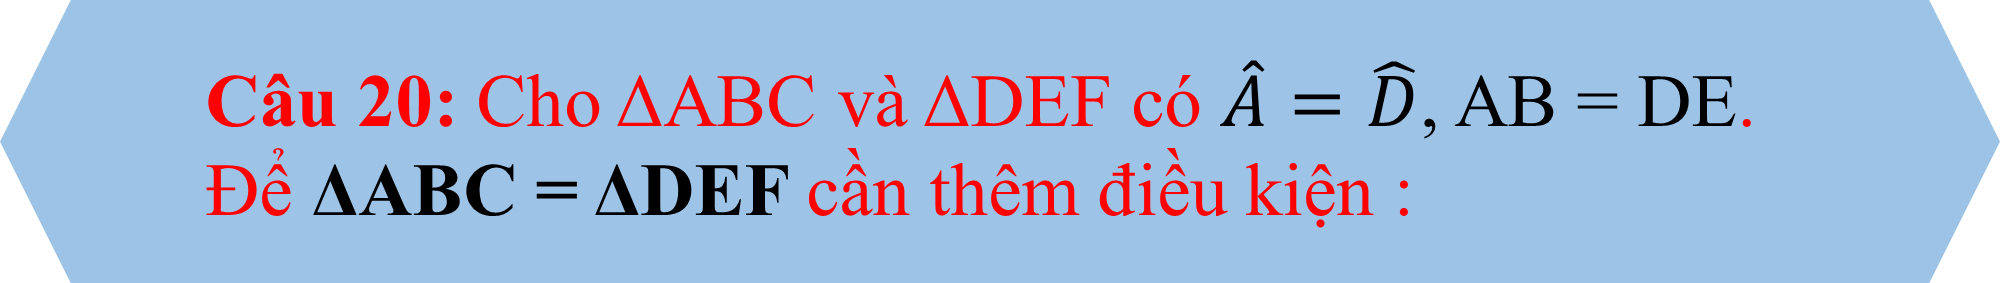 Câu 20: Cho ΔABC và ΔDEF có Â = D̂, AB = DE.
Để ΔABC = ΔDEF cần thêm điều kiện :